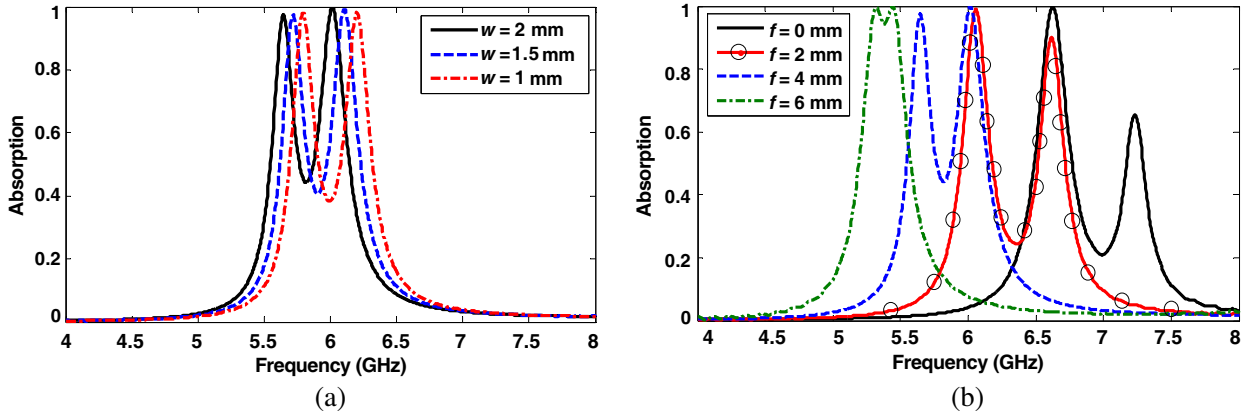 1
0.8
0.6
0.4
0.2
0
Absorption
w = 2 mm
w = 1.5 mm
w = 1 mm
4 4.5 5 5.5 6 6.5 7 7.5 8
Frequency (GHz)
(a)
1
0.8
0.6
0.4
0.2
0
Absorption
f = 0 mm
f = 2 mm
f = 4 mm
f = 6 mm
4 4.5 5 5.5 6 6.5 7 7.5 8
Frequency (GHz)
(b)